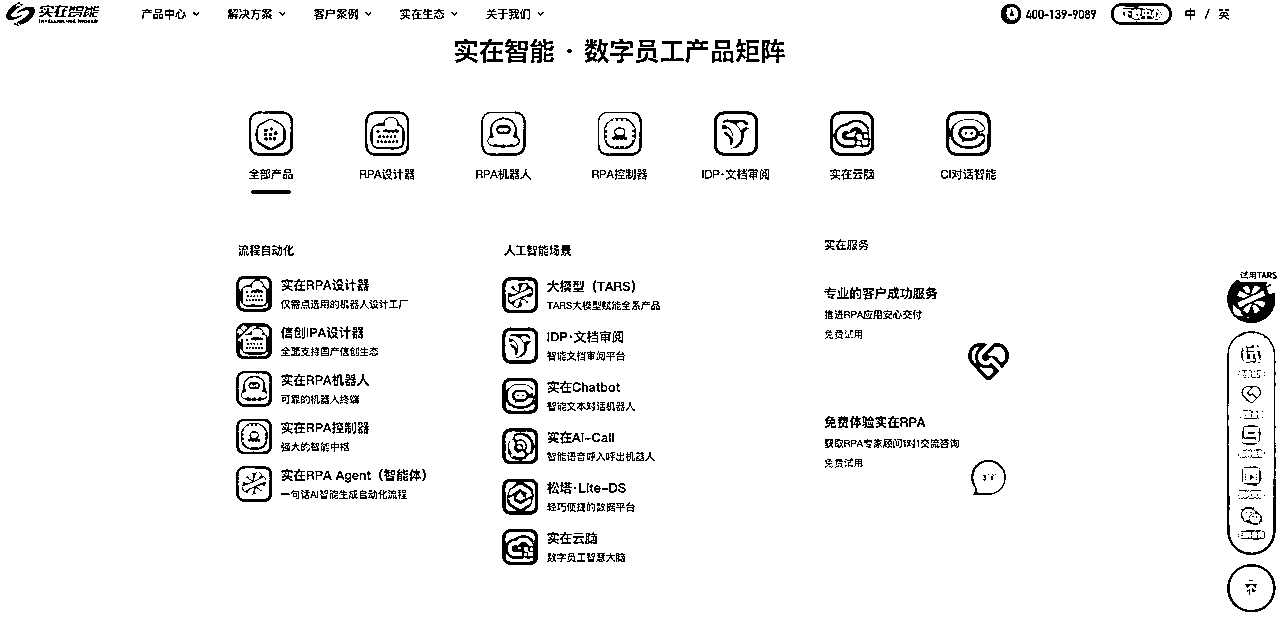 实在智能
产品中心
解决方案
客户案例
实在生态
关于我们
400-139-9089
下载中心
中 / 英
实在智能 · 数字员工产品矩阵
全部产品
RPA设计器
RPA机器人
RPA控制器
IDP·文档审阅
实在云脑
CI对话智能
流程自动化
实在RPA设计器
仅需点选用的机器人设计工厂
信创IPA设计器
全面支持国产信创生态
实在RPA机器人
可靠的机器人终端
实在RPA控制器
强大的智能中枢
实在RPA Agent（智能体）
一句话AI智能生成自动化流程
人工智能场景
大模型（TARS）
TARS大模型赋能全系产品
IDP·文档审阅
智能文档审阅平台
实在Chatbot
智能文本对话机器人
实在AI-Call
智能语音呼入呼出机器人
松塔·Lite-DS
轻巧便捷的数据平台
实在云脑
数字员工智慧大脑
实在服务
专业的客户成功服务
推进RPA应用安心交付
免费试用
免费体验实在RPA
获取RPA专家顾问1对1交流咨询
免费试用
试用TARS